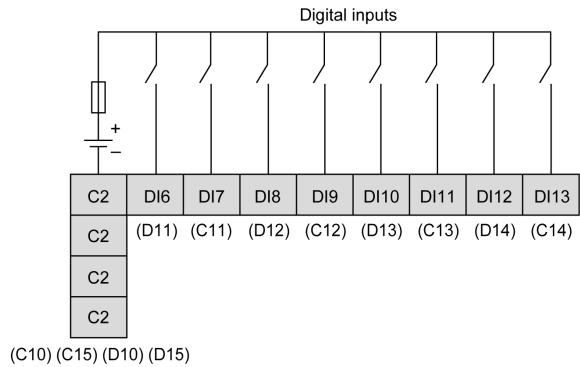 Digital inputs
+
–
C2 DI6 DI7 DI8 DI9 DI10 DI11 DI12 DI13
C2 (D11) (C11) (D12) (C12) (D13) (C13) (D14) (C14)
C2
C2
(C10) (C15) (D10) (D15)